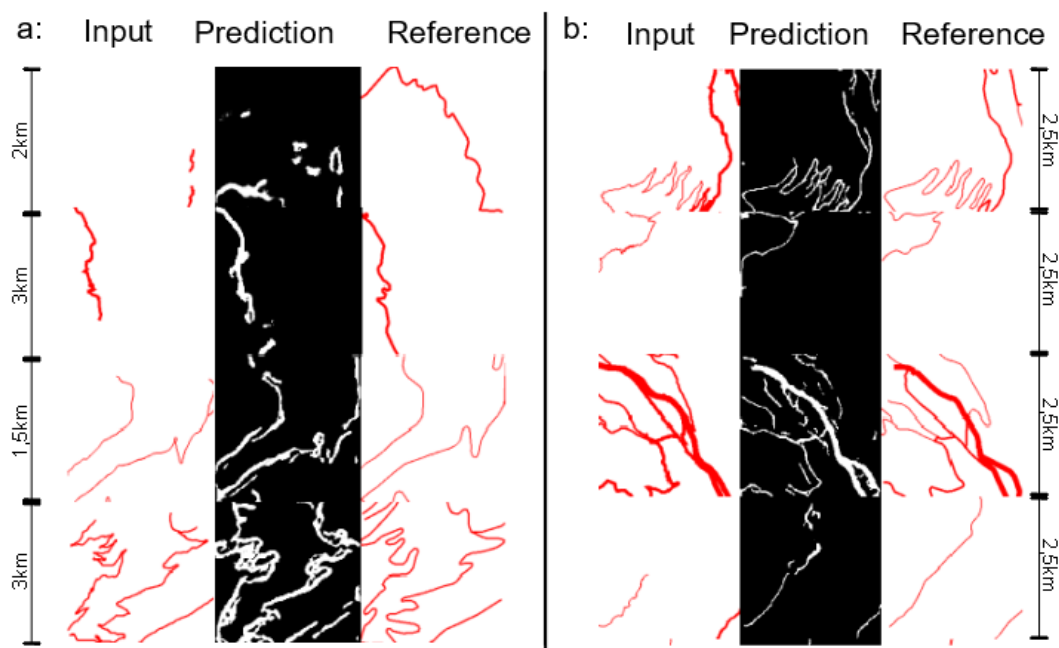 a: Input Prediction Reference
2km
3km
1,5km
3km
b: Input Prediction Reference
2,5km
2,5km
2,5km
2,5km